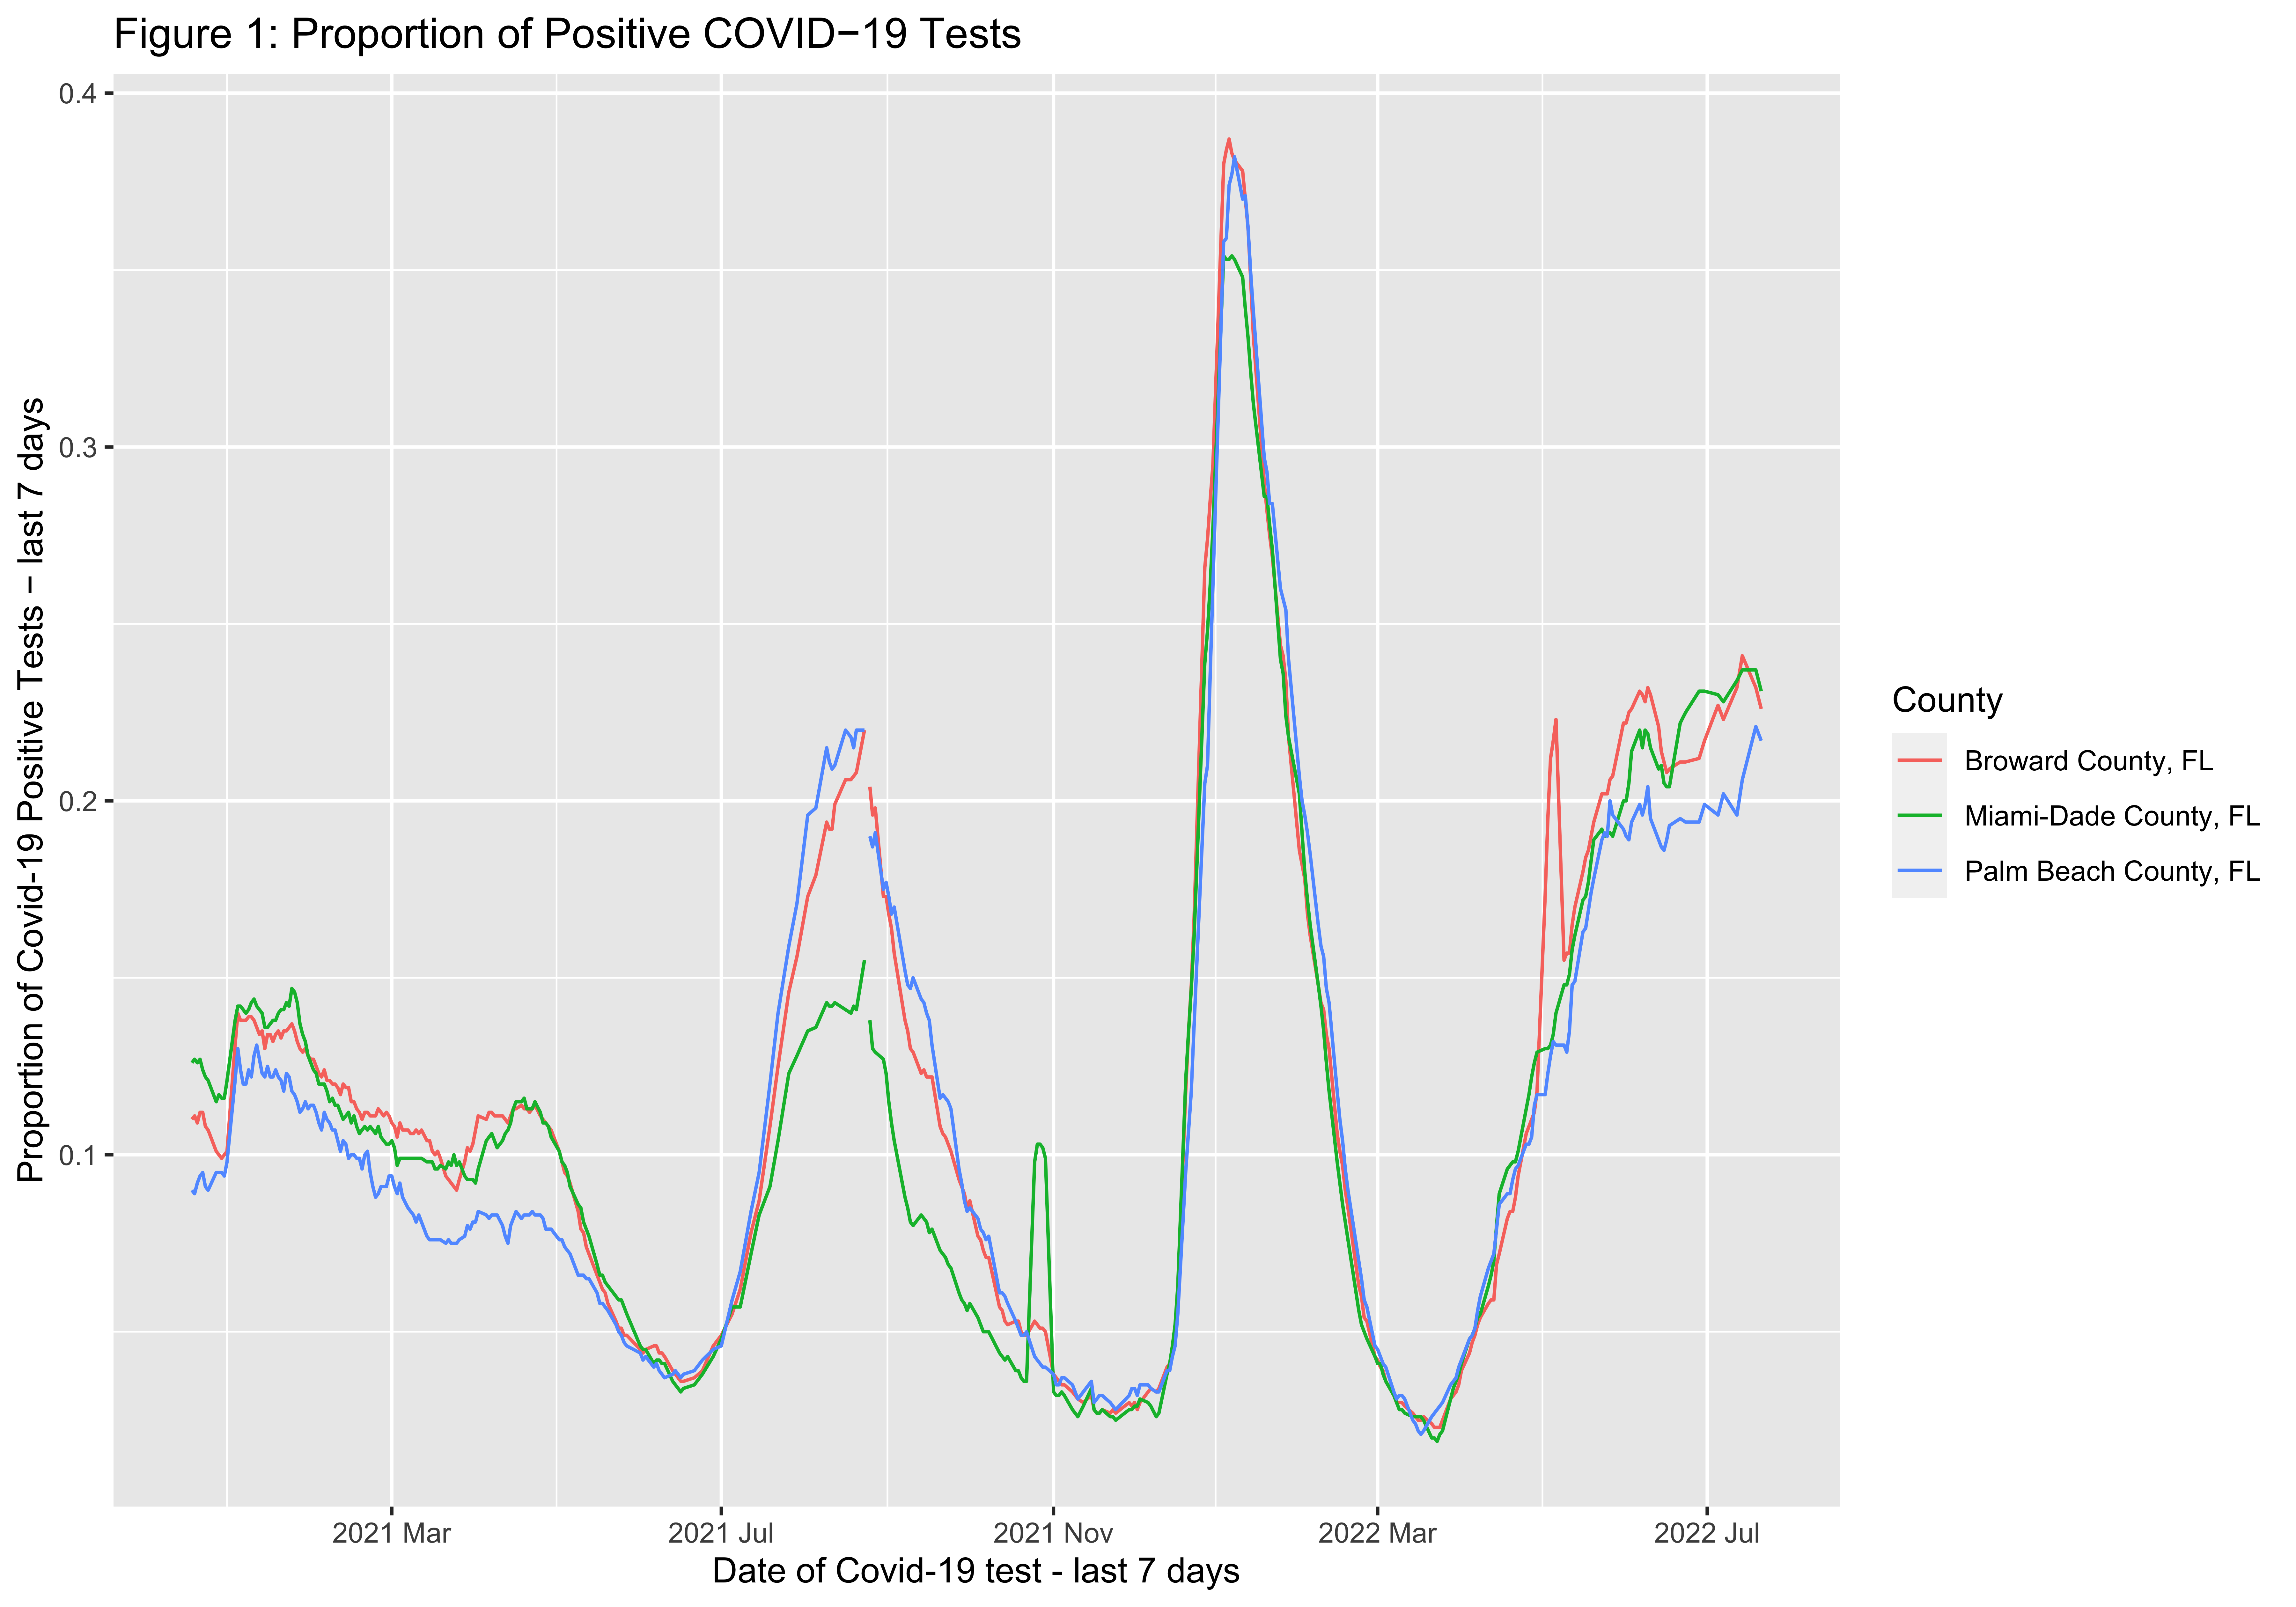 Figure 1: Proportion of Positive COVID−19 Tests
Proportion of Covid-19 Positive Tests − last 7 days
0.4
0.3
0.2
0.1
2021 Mar
2021 Jul
2021 Nov
2022 Mar
2022 Jul
Date of Covid-19 test - last 7 days
County
Broward County, FL
Miami-Dade County, FL
Palm Beach County, FL